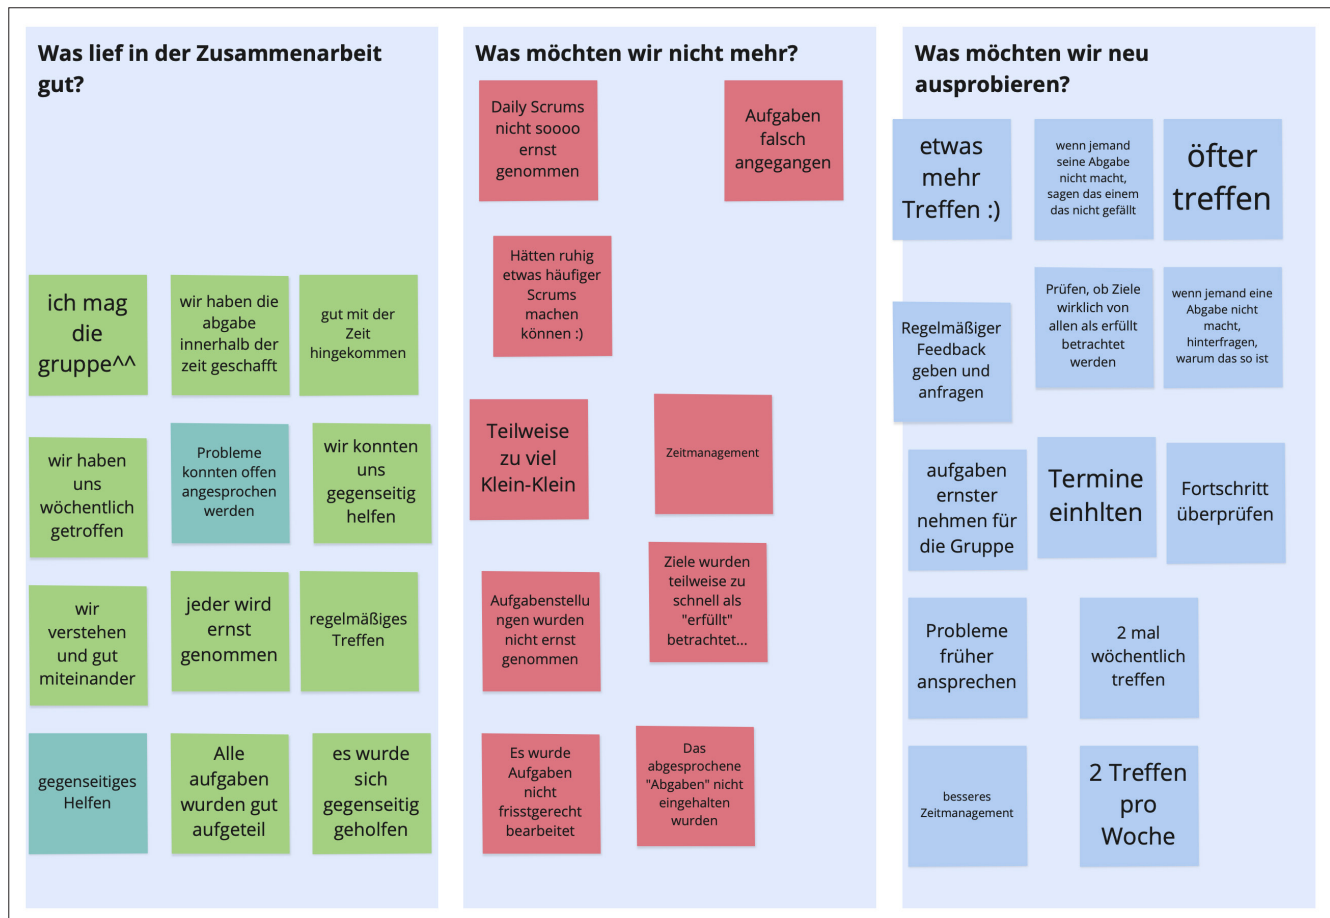 Was lief in der Zusammenarbeit
gut?
ich mag
die
gruppe^^
wir haben die
abgabe
innerhalb der
zeit geschafft
gut mit der
Zeit
hingekommen
wir haben
uns
wöchentlich
getroffen
Probleme
konnten offen
angesprochen
werden
wir konnten
uns
gegenseitig
helfen
wir
verstehen
und gut
miteinander
jeder wird
ernst
genommen
regelmäßiges
Treffen
gegenseitiges
Helfen
Alle
aufgaben
wurden gut
aufgeteil
es wurde
sich
gegenseitig
geholfen
Was möchten wir nicht mehr?
Daily Scrums
nicht soooo
ernst
genommen
Aufgaben
falsch
angegangen
Hätten ruhig
etwas häufiger
Scrums
machen
können :)
Teilweise
zu viel
Klein-Klein
Zeitmanagement
Aufgabenstellu
ngen wurden
nicht ernst
genommen
Ziele wurden
teilweise zu
schnell als
"erfüllt"
betrachtet...
Es wurde
Aufgaben
nicht
frisstgerecht
bearbeitet
Das
abgesprochene
"Abgaben" nicht
eingehalten
wurden
Was möchten wir neu
ausprobieren?
etwas
mehr
Treffen :)
wenn jemand
seine Abgabe
nicht macht,
sagen das einem
das nicht gefällt
öfter
treffen
Regelmäßiger
Feedback
geben und
anfragen
Prüfen, ob Ziele
wirklich von
allen als erfüllt
betrachtet
werden
wenn jemand eine
Abgabe nicht
macht,
hinterfragen,
warum das so ist
aufgaben
ernster
nehmen für
die Gruppe
Termine
einhlten
Fortschritt
überprüfen
Probleme
früher
ansprechen
2 mal
wöchentlich
treffen
besseres
Zeitmanagement
2 Treffen
pro
Woche